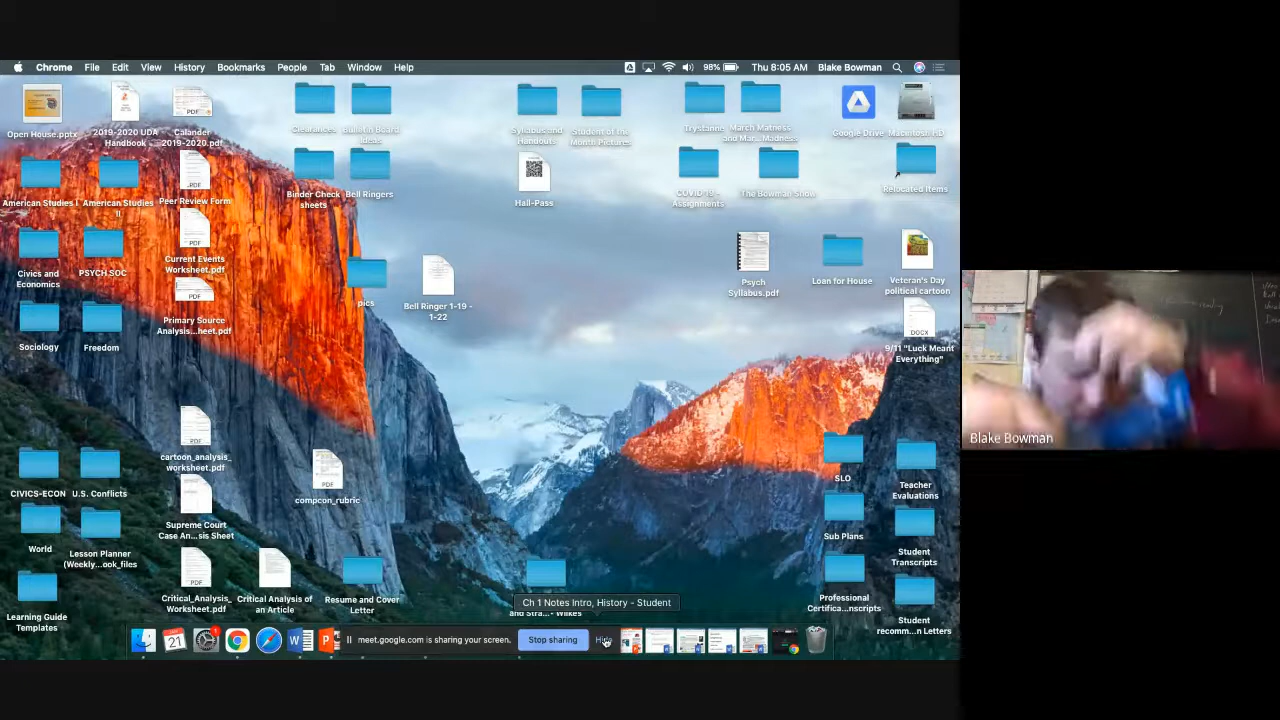 Chrome File Edit View History Bookmarks People Tab Window Help
98% Thu 8:05 AM Blake Bowman
Open House.pptx
2019-2020 UDA
Handbook
Calander
2019-2020.pdf
Clearances
Bulletin Board
Ideas
Syllabus and
Handouts
Student of the
Month Pictures
Trystanne
March Matness
and Mar... Madness
Google Drive
Macintosh HD
American Studies I
American Studies
II
PDF
Peer Review Form
Binder Check
sheets
Bell Ringers
Hall-Pass
COVID'19 -
Assignments
The Bowman Show
Relocated Items
Civics and
Economics
PSYCH SOC
PDF
Current Events
Worksheet.pdf
pics
Bell Ringer 1-19 -
1-22
Psych
Syllabus.pdf
Loan for House
Veteran's Day
political cartoon
Sociology
Freedom
PDF
Primary Source
Analysis...heet.pdf
DOCX
9/11 "Luck Meant
Everything"
PDF
cartoon_analysis_
worksheet.pdf
PDF
compcon_rubric
Blake Bowman
SLO
Teacher
Evaluations
CIVICS-ECON
U.S. Conflicts
Supreme Court
Case An...sis Sheet
Sub Plans
World
Lesson Planner
(Weekly...ook_files
Student
Transcripts
PDF
Critical_Analysis_
Worksheet.pdf
Critical Analysis of
an Article
Resume and Cover
Letter
Professional
Certifica...nscripts
Learning Guide
Templates
Ch 1 Notes Intro, History - Student
Student
recomm...n Letters
21
1
meet.google.com is sharing your screen. Stop sharing Hide